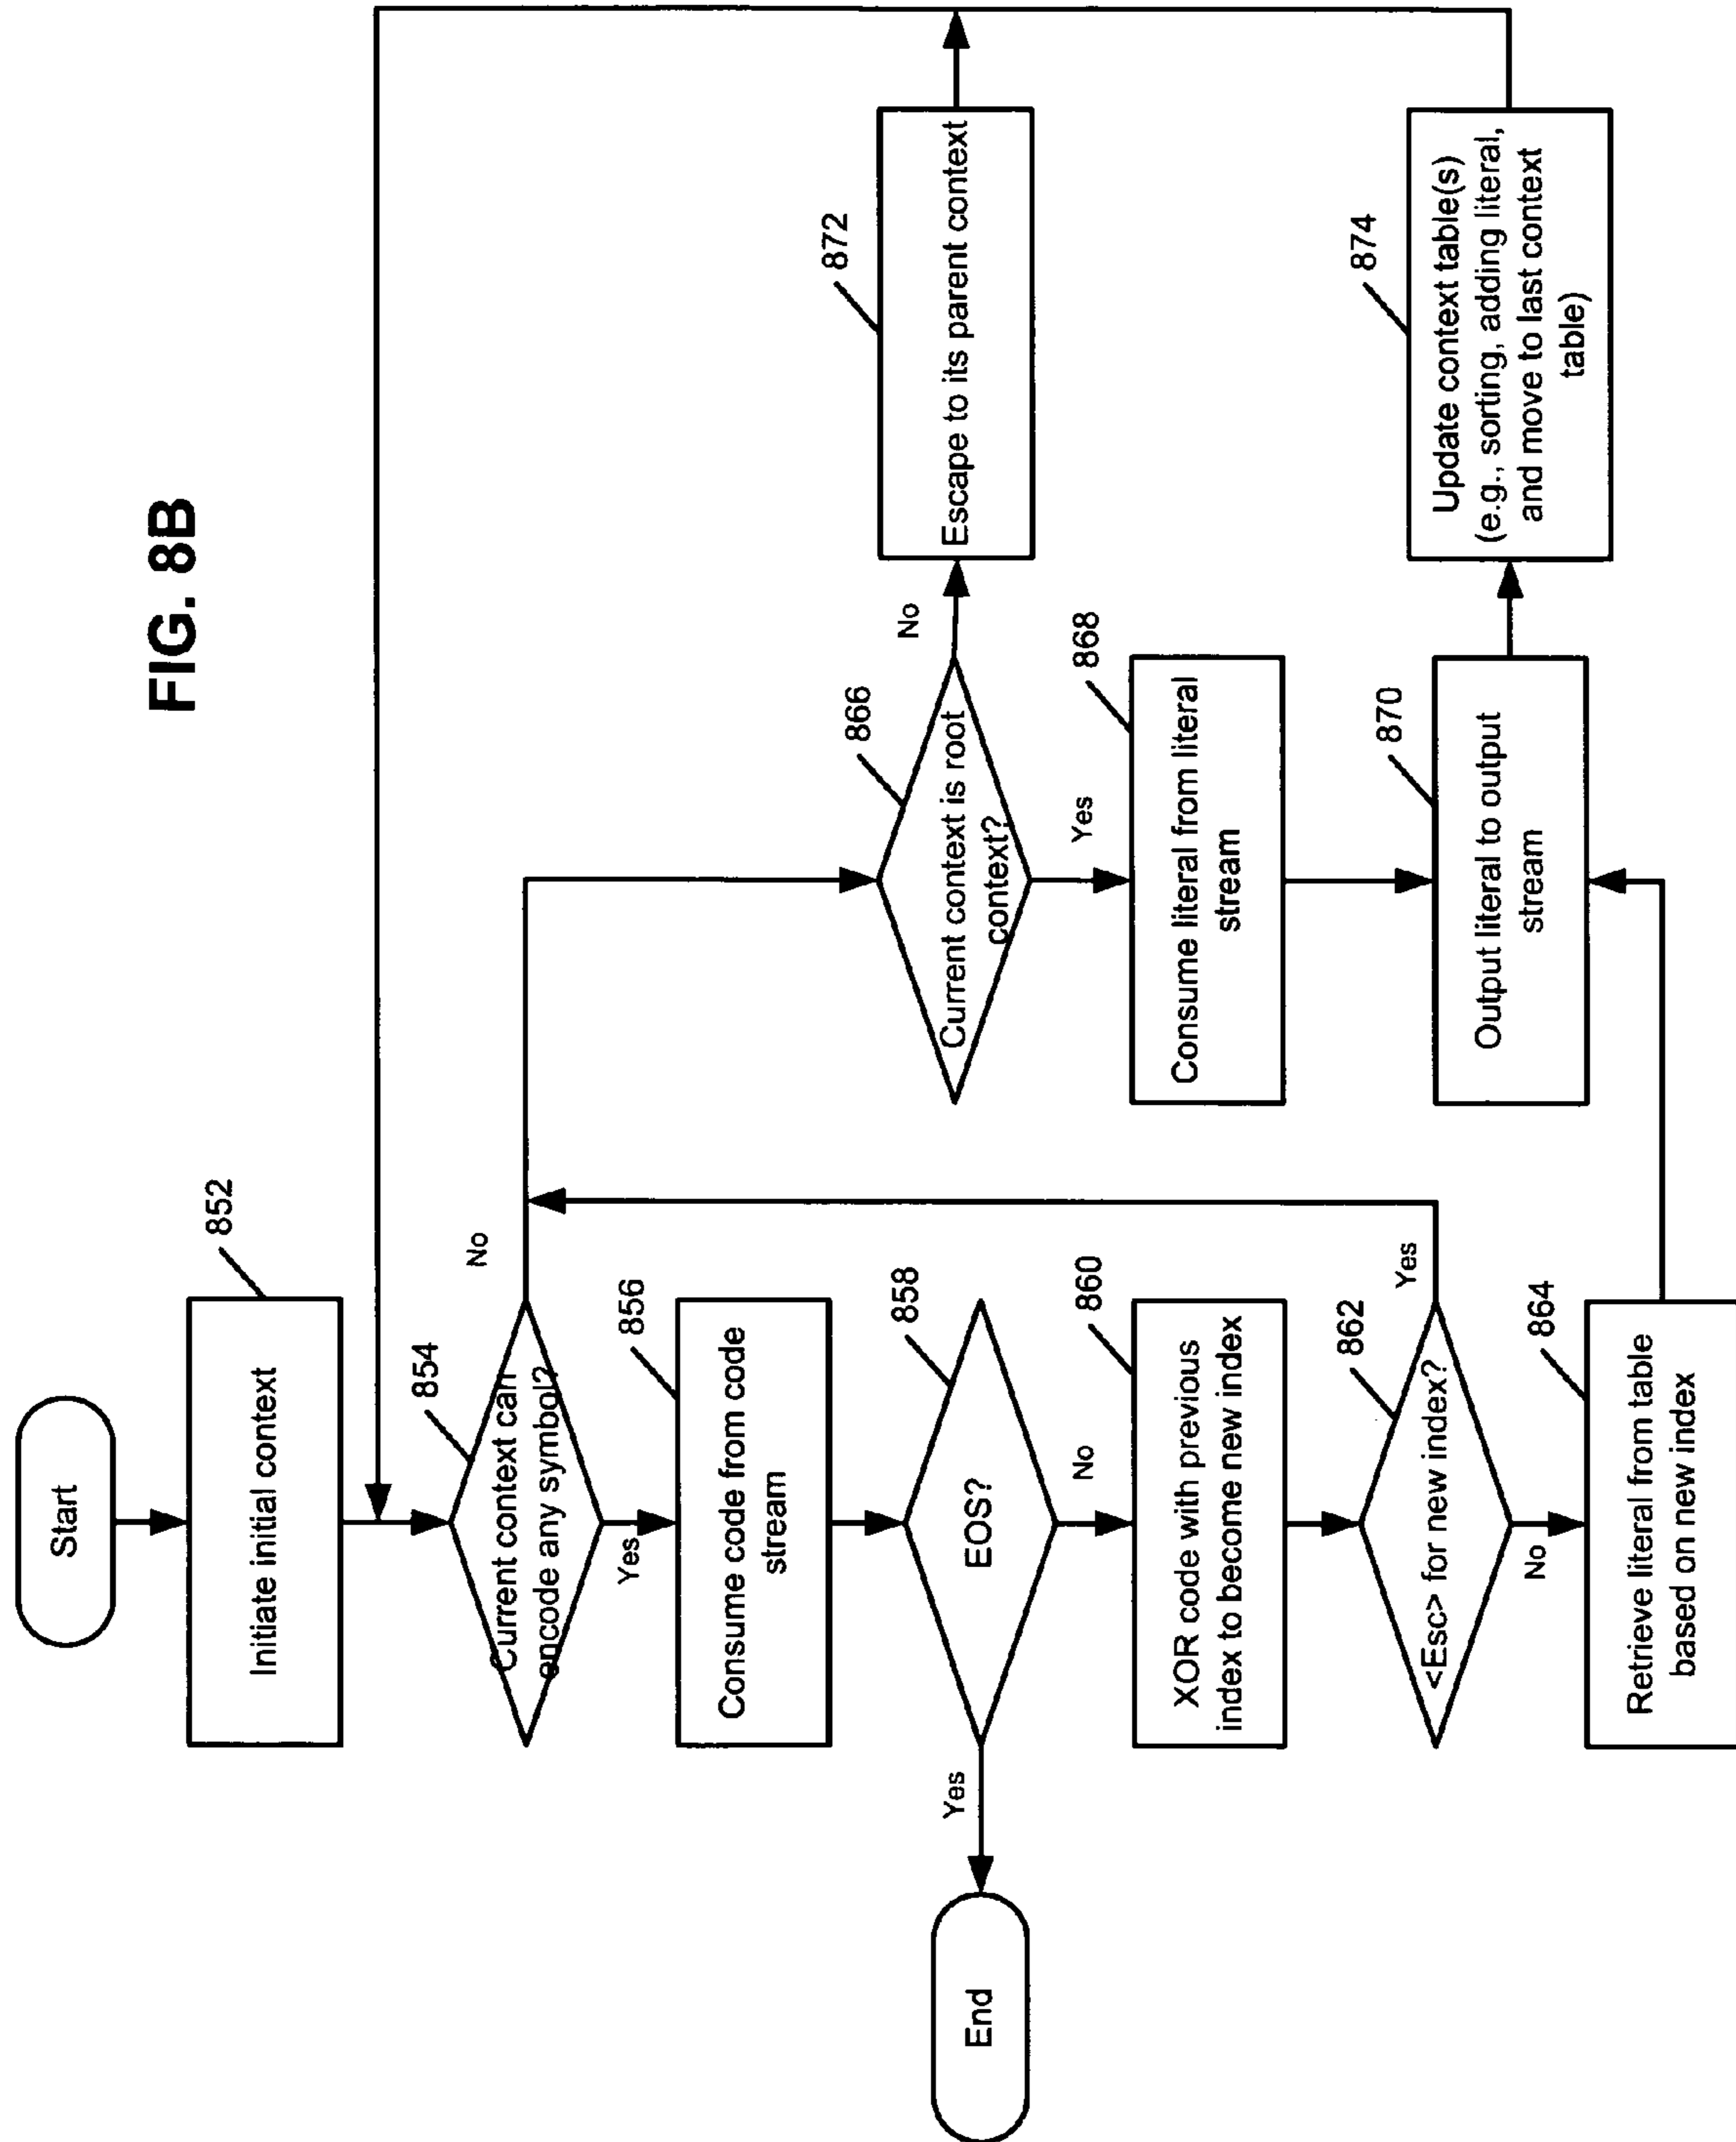 FIG. 8B
Start
852
Initiate initial context
854
Current context can
encode any symbol?
No
Yes
856
Consume code from code
stream
858
EOS?
Yes
No
End
860
XOR code with previous
index to become new index
862
<Esc> for new index?
Yes
No
864
Retrieve literal from table
based on new index
866
Current context is root
context?
No
Yes
868
Consume literal from literal
stream
870
Output literal to output
stream
872
Escape to its parent context
874
Update context table(s)
(e.g., sorting, adding literal,
and move to last context
table)